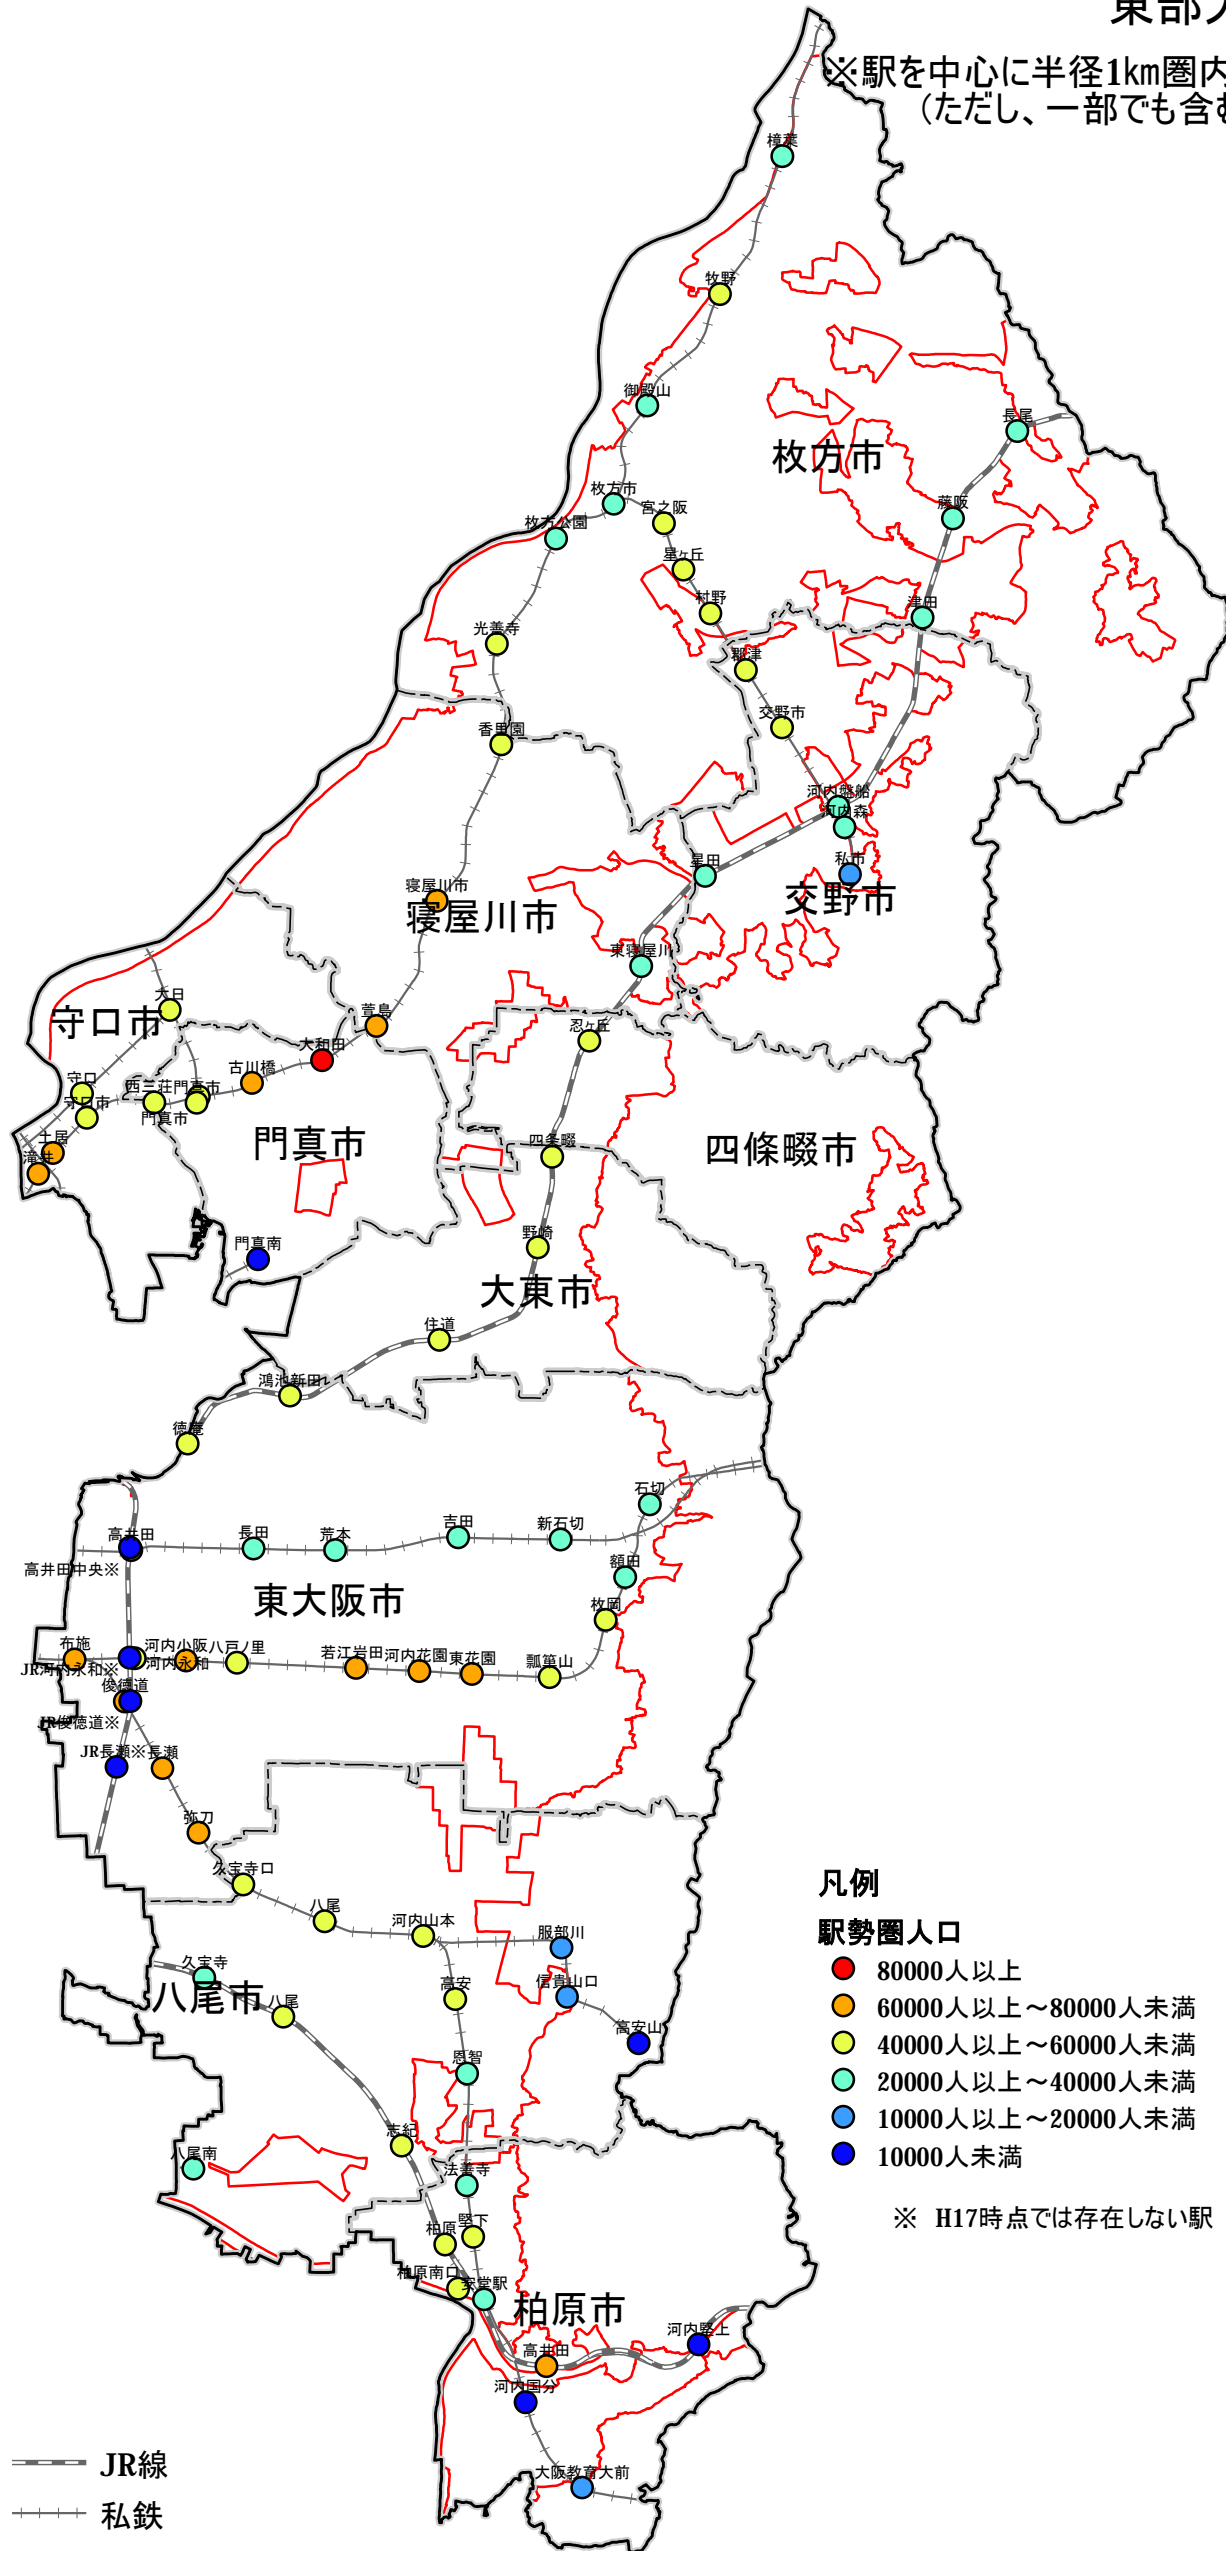 東部大
※駅を中心に半径1km圏内
（ただし、一部でも含む
樟葉
牧野
御殿山
長尾
枚方市
枚方市
宮之阪
藤阪
枚方公園
星ヶ丘
村野
津田
光善寺
郡津
交野市
香里園
河内磐船
河内森
星田
私市
交野市
寝屋川市
寝屋川市
東寝屋川
大日
守口市
萱島
忍ヶ丘
大和田
古川橋
守口
西三荘
門真市
守口市
門真市
土居
門真市
四条畷
四條畷市
滝井
門真南
野崎
大東市
住道
鴻池新田
徳庵
石切
高井田
長田
荒本
吉田
新石切
高井田中央※
額田
東大阪市
枚岡
布施
河内小阪
八戸ノ里
若江岩田
河内花園
東花園
瓢箪山
JR河内永和※
河内永和
俊徳道
JR俊徳道※
JR長瀬※
長瀬
弥刀
久宝寺口
八尾
河内山本
服部川
久宝寺
八尾市
八尾
高安
信貴山口
高安山
恩智
志紀
八尾南
法善寺
柏原
堅下
柏原南口
安堂駅
柏原市
高井田
河内堅上
河内国分
大阪教育大前
凡例
駅勢圏人口
80000人以上
60000人以上～80000人未満
40000人以上～60000人未満
20000人以上～40000人未満
10000人以上～20000人未満
10000人未満
※ H17時点では存在しない駅
JR線
私鉄